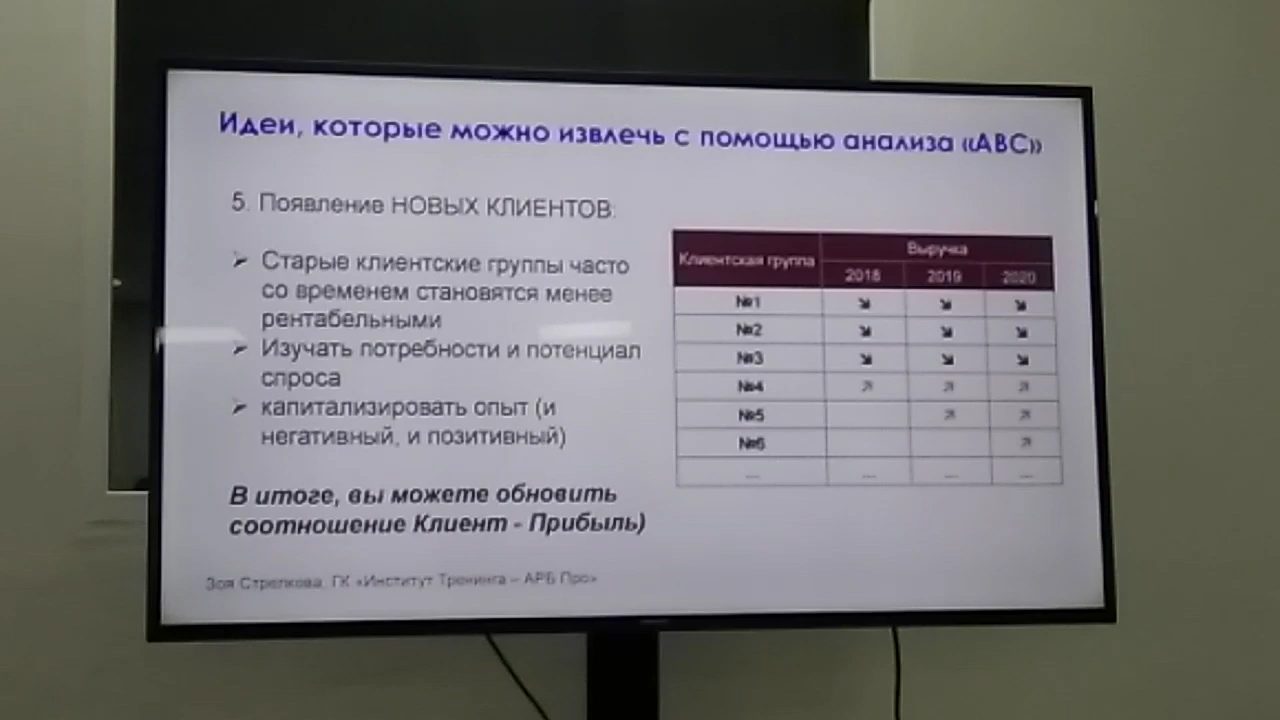 Идеи, которые можно извлечь с помощью анализа «АВС»
5. Появление НОВЫХ КЛИЕНТОВ:
➢ Старые клиентские группы часто
со временем становятся менее
рентабельными
➢ Изучать потребности и потенциал
спроса
➢ капитализировать опыт (и
негативный, и позитивный)
В итоге, вы можете обновить
соотношение Клиент - Прибыль)
Клиентская группа Выручка
2018 2019 2020
№1 ↘ ↘ ↘
№2 ↘ ↘ ↘
№3 ↘ ↘ ↘
№4 ↗ ↗ ↗
№5 ↗ ↗
№6 ↗
.... .... .... ....
Зоя Стрелкова, ГК «Институт Тренинга – АРБ Про»